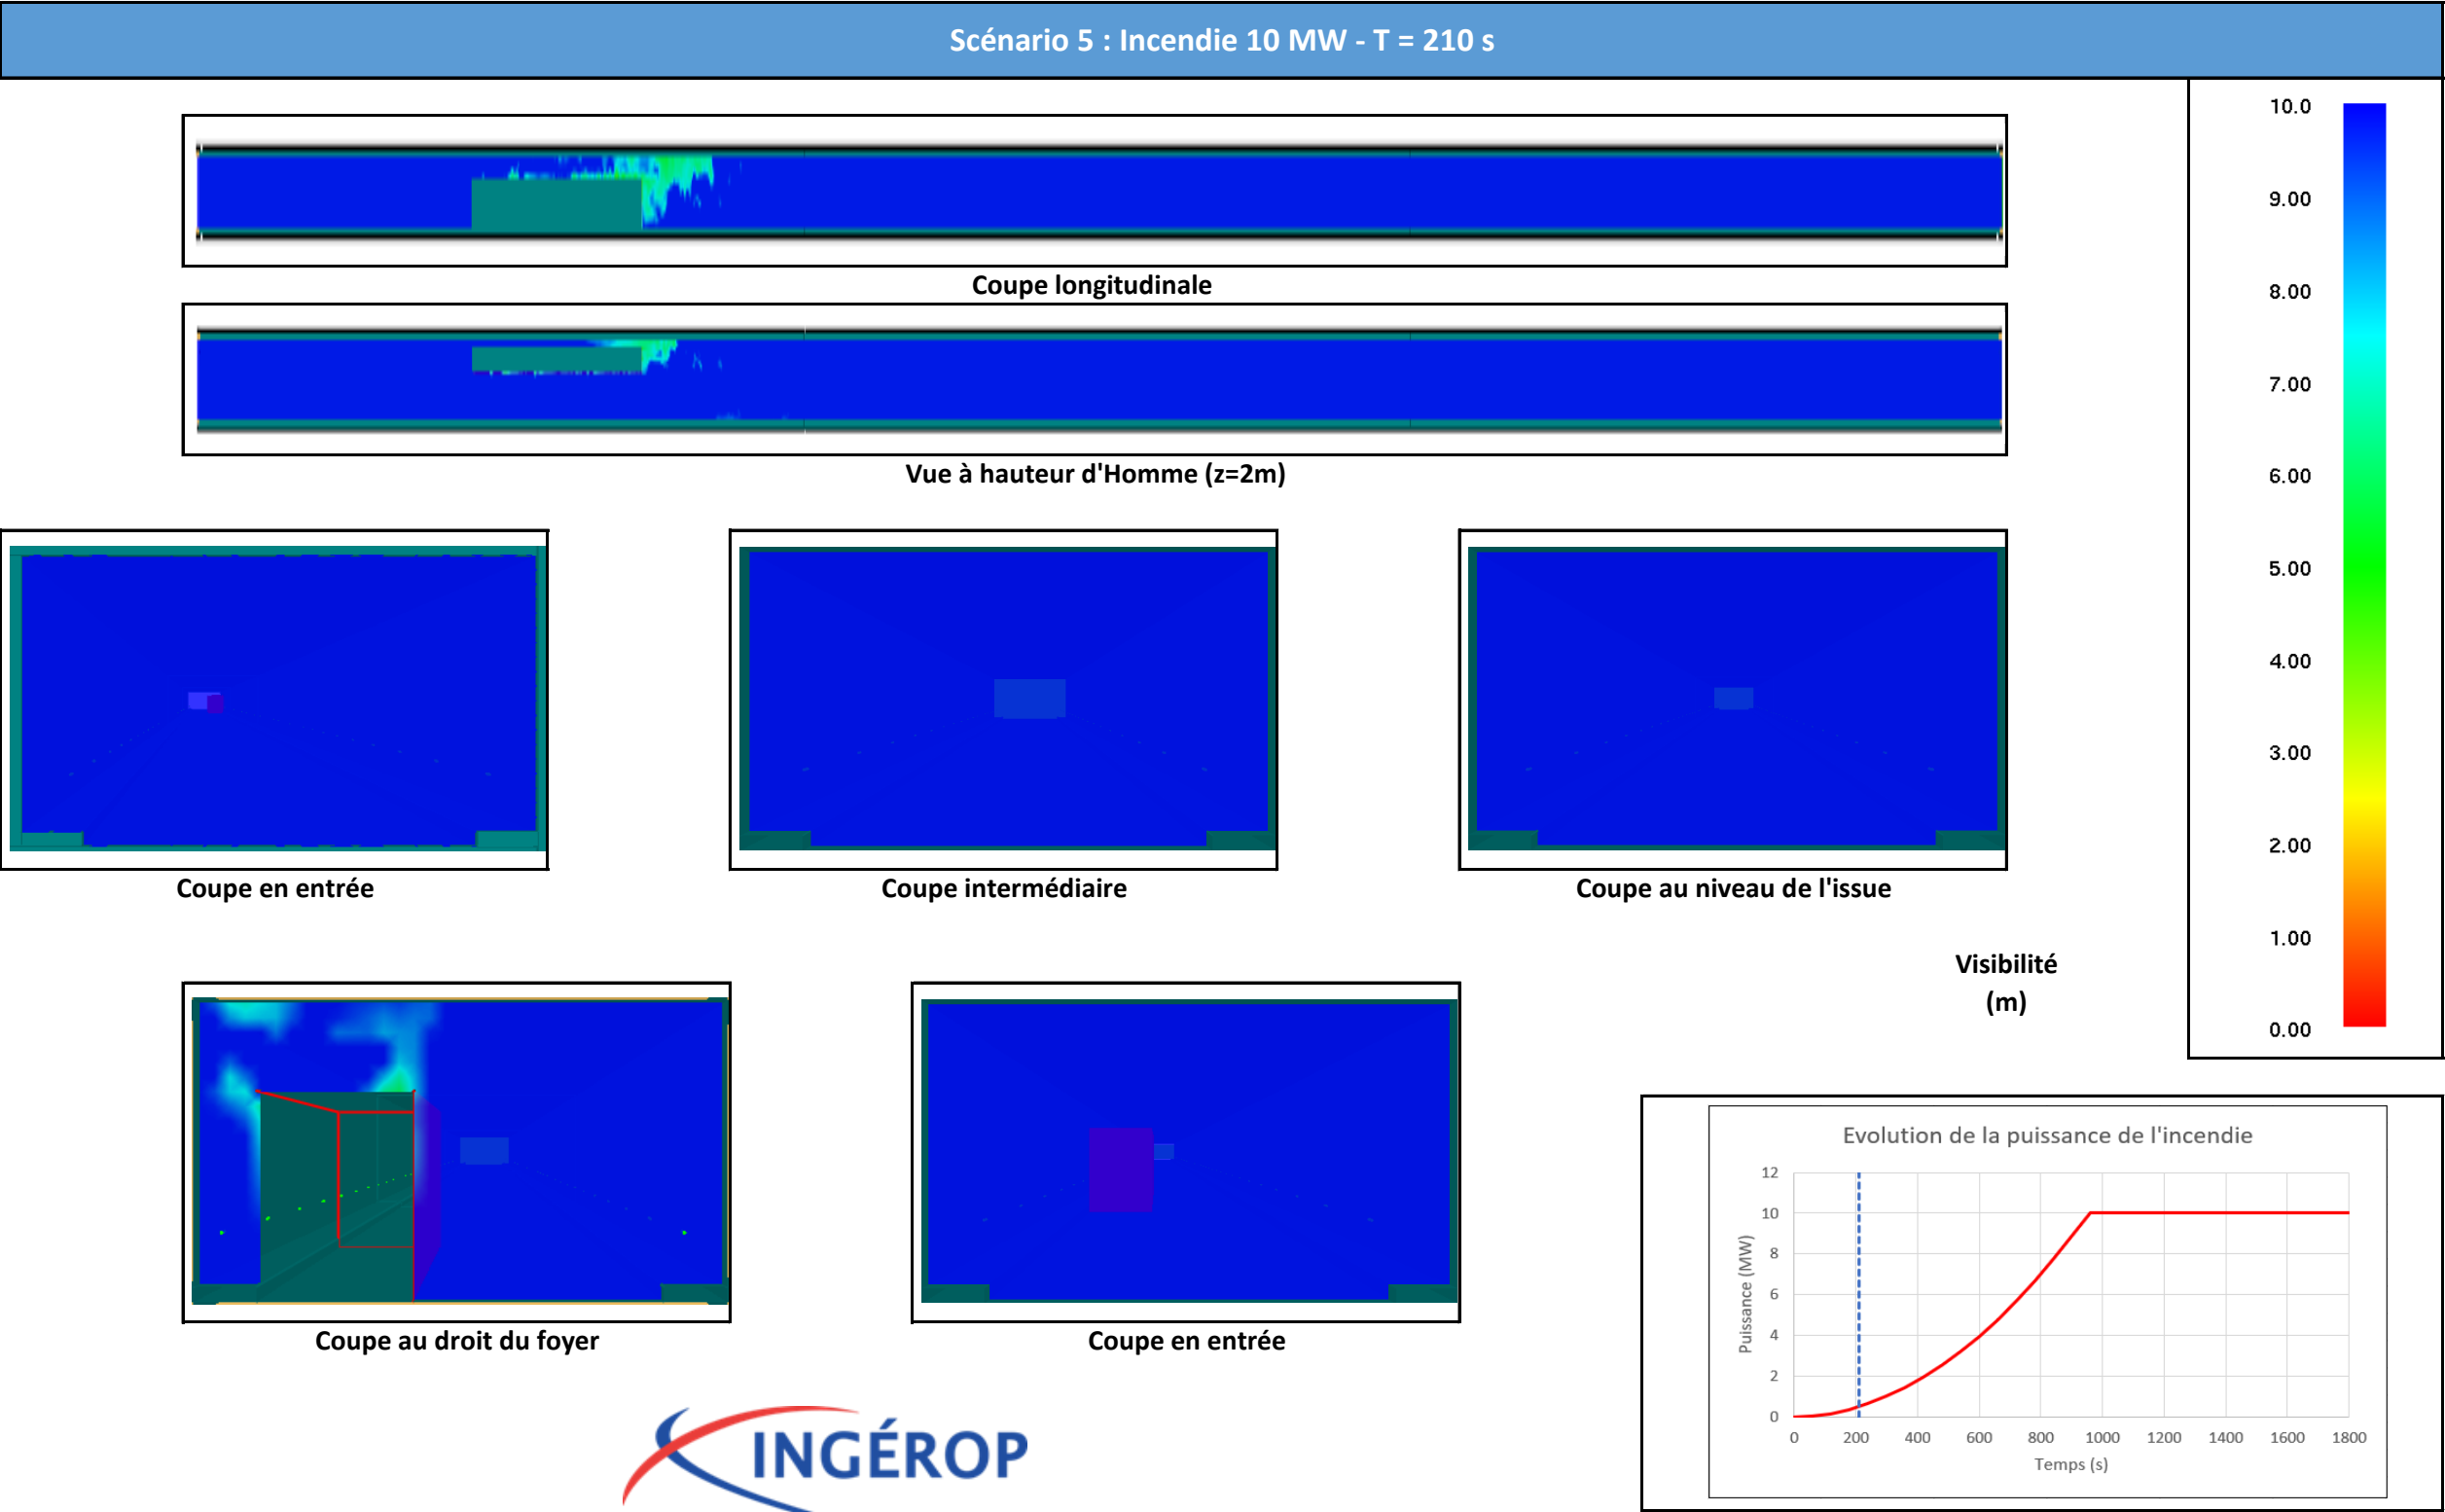 Scénario 5 : Incendie 10 MW - T = 210 s
Coupe longitudinale
Vue à hauteur d'Homme (z=2m)
Coupe en entrée
Coupe intermédiaire
Coupe au niveau de l'issue
Coupe au droit du foyer
Coupe en entrée
Visibilité
(m)
10.0
9.00
8.00
7.00
6.00
5.00
4.00
3.00
2.00
1.00
0.00
Evolution de la puissance de l'incendie
Puissance (MW)
12
10
8
6
4
2
0
0 200 400 600 800 1000 1200 1400 1600 1800
Temps (s)
INGÉROP